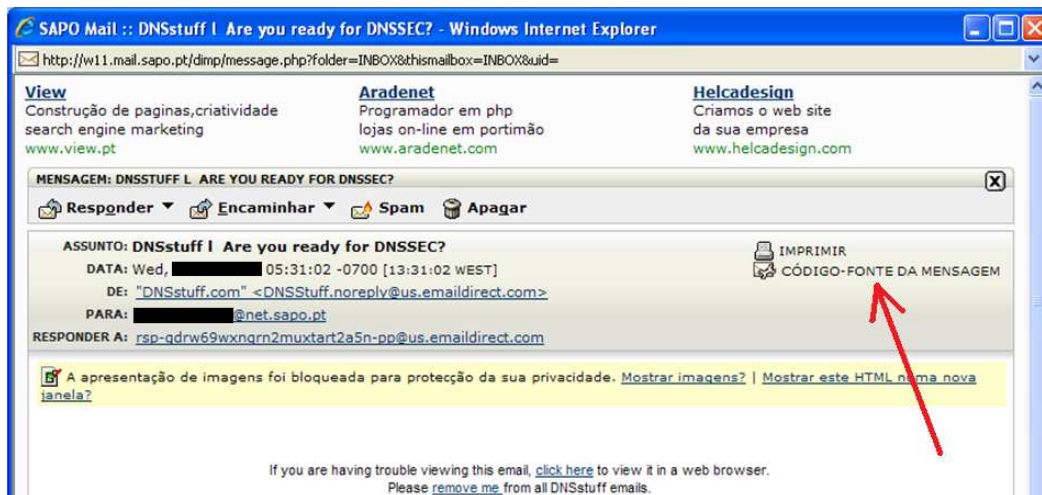 SAPO Mail :: DNSstuff l Are you ready for DNSSEC? - Windows Internet Explorer
http://w11.mail.sapo.pt/dimp/message.php?folder=INBOX&thismailbox=INBOX&uid=
View
Construção de paginas,criatividade
search engine marketing
www.view.pt
Aradenet
Programador em php
lojas on-line em portimão
www.aradenet.com
Helcadesign
Criamos o web site
da sua empresa
www.helcadesign.com
MENSAGEM: DNSSTUFF L ARE YOU READY FOR DNSSEC?
Responder Encaminhar Spam Apagar
ASSUNTO: DNSstuff l Are you ready for DNSSEC?
DATA: Wed, 05:31:02 -0700 [13:31:02 WEST]
DE: "DNSstuff.com" <DNSStuff.noreply@us.emaildirect.com>
PARA: @net.sapo.pt
RESPONDER A: rsp-qdrw69wxnqrn2muxtart2a5n-pp@us.emaildirect.com
IMPRIMIR
CÓDIGO-FONTE DA MENSAGEM
A apresentação de imagens foi bloqueada para protecção da sua privacidade. Mostrar imagens? | Mostrar este HTML numa nova
janela?
If you are having trouble viewing this email, click here to view it in a web browser.
Please remove me from all DNSstuff emails.